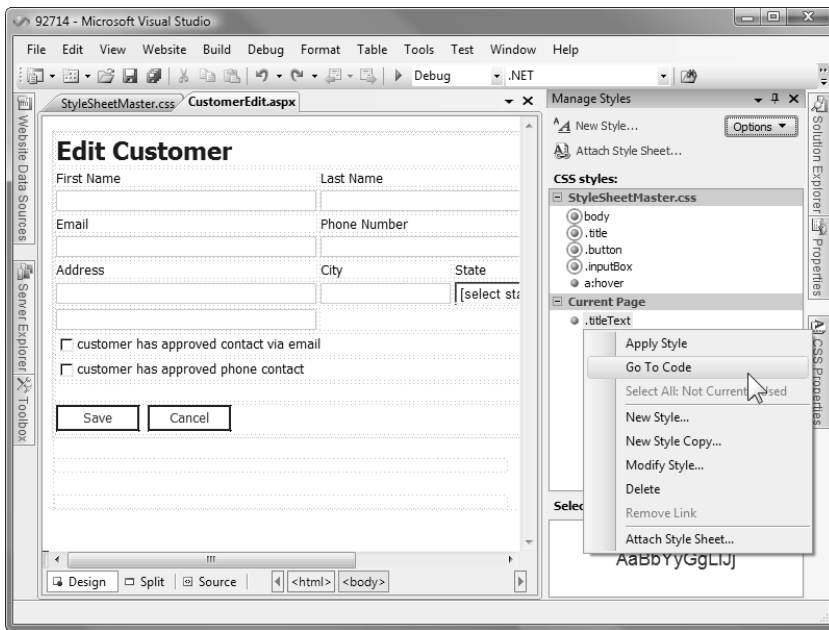 92714 - Microsoft Visual Studio
File Edit View Website Build Debug Format Table Tools Test Window Help
Debug .NET
StyleSheetMaster.css CustomerEdit.aspx
Manage Styles
New Style...
Options
Attach Style Sheet...
CSS styles:
StyleSheetMaster.css
body
.title
.button
.inputBox
a:hover
Current Page
.titleText
Apply Style
Go To Code
Select All: Not Current sed
New Style...
New Style Copy...
Modify Style...
Delete
Remove Link
Attach Style Sheet...
Selec
AaBbYyGgLlJj
Edit Customer
First Name Last Name
Email Phone Number
Address City State
[select sta
customer has approved contact via email
customer has approved phone contact
Save Cancel
Design Split Source <html> <body>
Website Data Sources
Server Explorer
Toolbox
Solution Explorer
Properties
CSS Properties